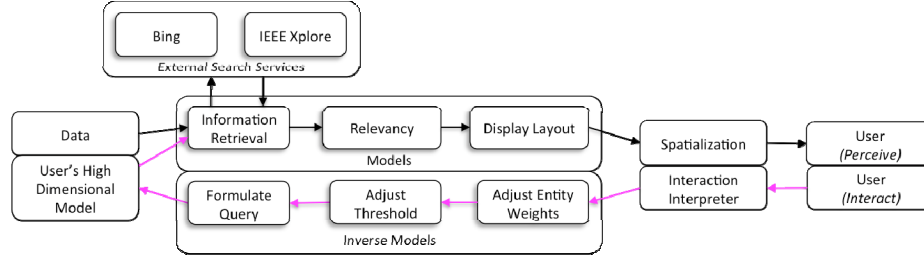 Bing
IEEE Xplore
External Search Services
Data
Information
Retrieval
Relevancy
Display Layout
Models
Spatialization
User
(Perceive)
User's High
Dimensional
Model
Formulate
Query
Adjust
Threshold
Adjust Entity
Weights
Inverse Models
Interaction
Interpreter
User
(Interact)